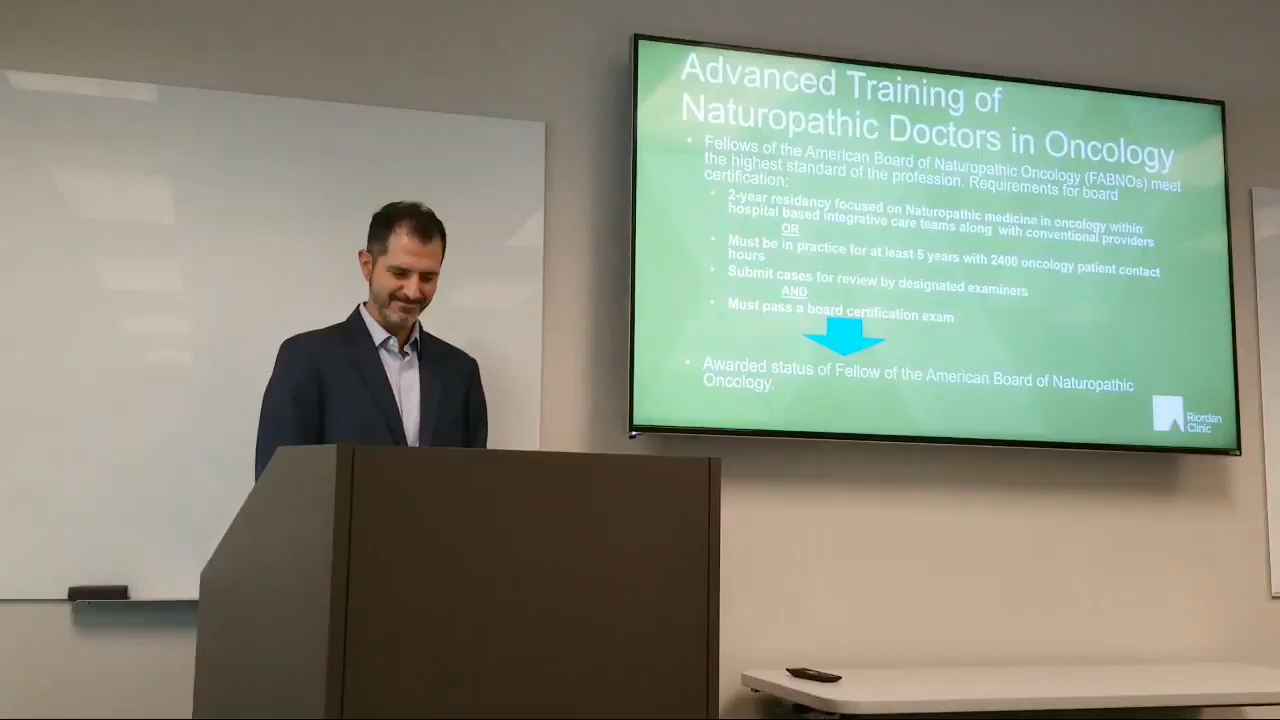 Advanced Training of
Naturopathic Doctors in Oncology
• Fellows of the American Board of Naturopathic Oncology (FABNOs) meet
the highest standard of the profession. Requirements for board
certification:
• 2-year residency focused on Naturopathic medicine in oncology within
hospital based integrative care teams along with conventional providers
OR
• Must be in practice for at least 5 years with 2400 oncology patient contact
hours
• Submit cases for review by designated examiners
AND
• Must pass a board certification exam
• Awarded status of Fellow of the American Board of Naturopathic
Oncology.
Riordan
Clinic